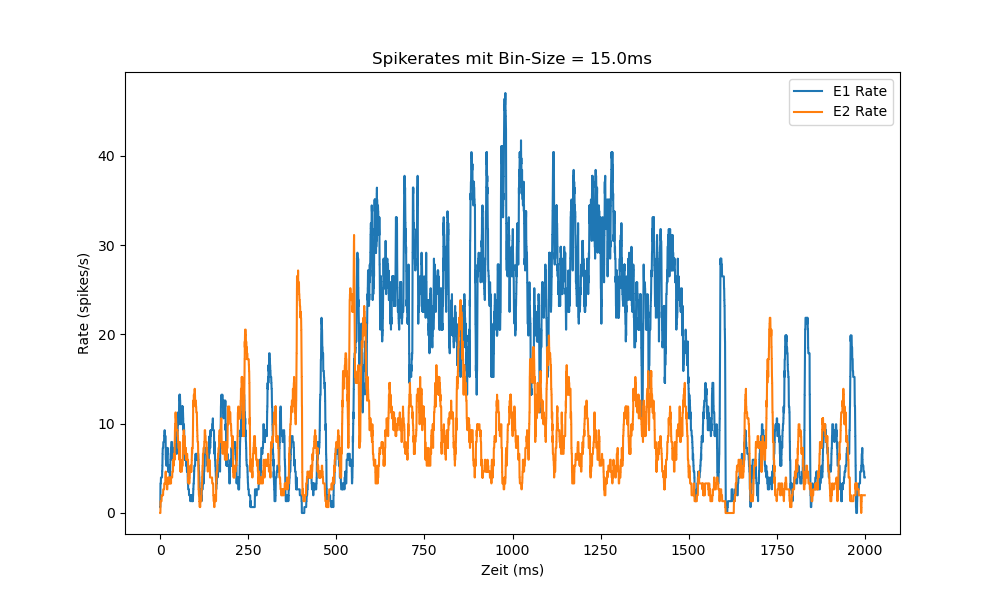 Spikerates mit Bin-Size = 15.0ms
E1 Rate
E2 Rate
Rate (spikes/s)
40
30
20
10
0
0 250 500 750 1000 1250 1500 1750 2000
Zeit (ms)